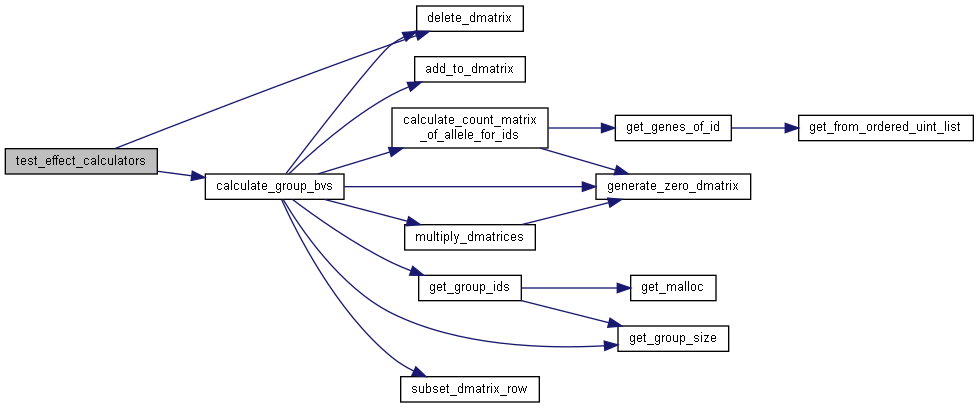 delete_dmatrix
add_to_dmatrix
calculate_count_matrix
_of_allele_for_ids
get_genes_of_id
get_from_ordered_uint_list
test_effect_calculators
calculate_group_bvs
generate_zero_dmatrix
multiply_dmatrices
get_group_ids
get_malloc
get_group_size
subset_dmatrix_row